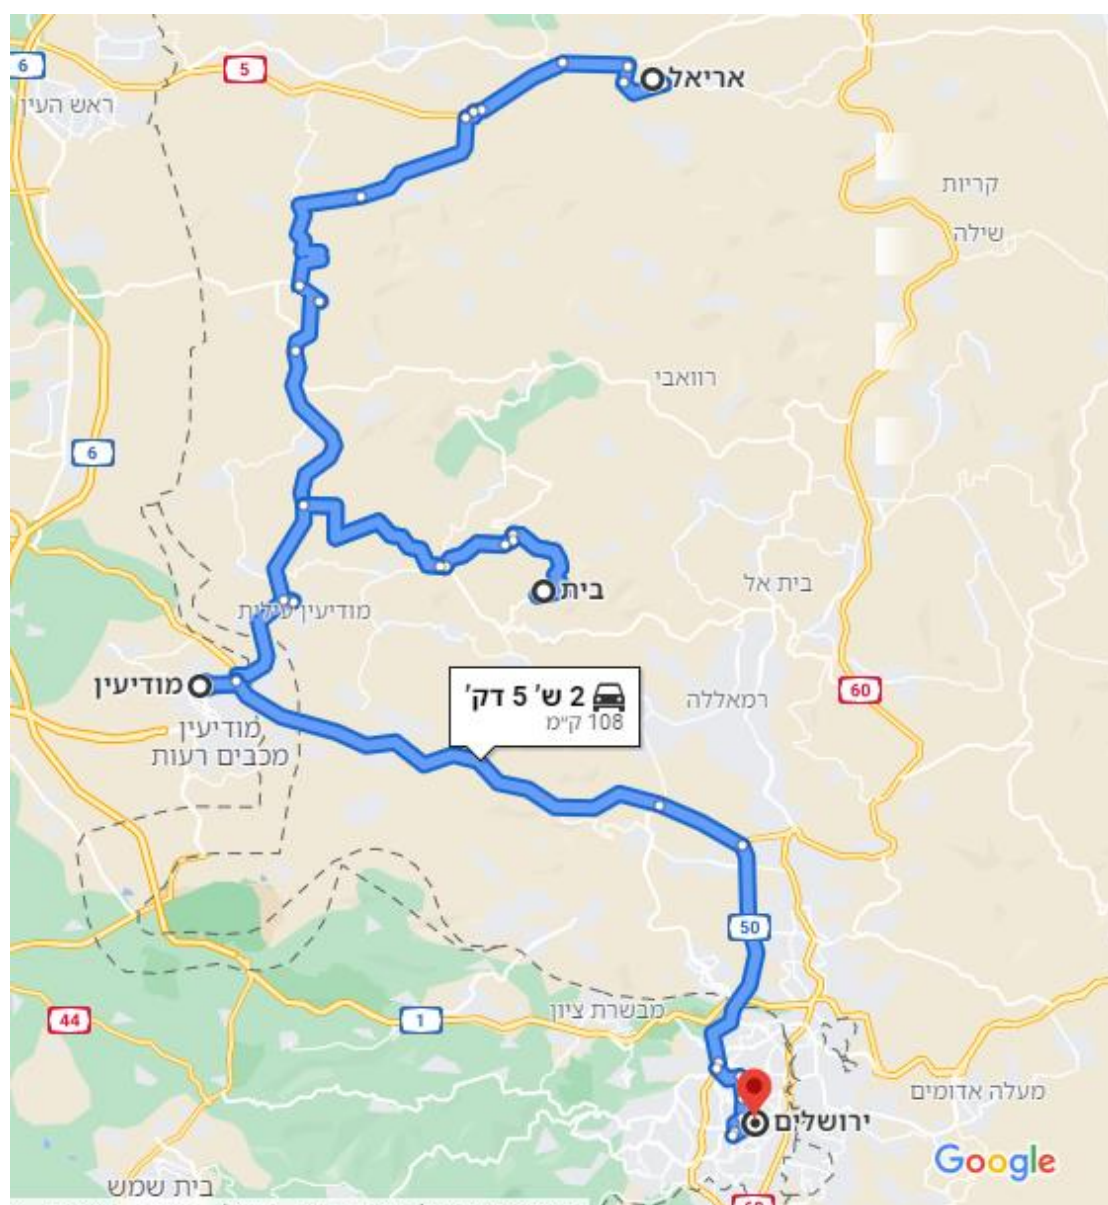 6
5
אריאל
ראש העין
קריות
שילה
רוואבי
6
בית
בית אל
מודיעין עילית
מודיעין
60
2 ש' 5 דק'
108 ק״מ
רמאללה
מודיעין
מכבים רעות
50
44
1
מבשרת ציון
מעלה אדומים
ירושלים
Google
בית שמש
60